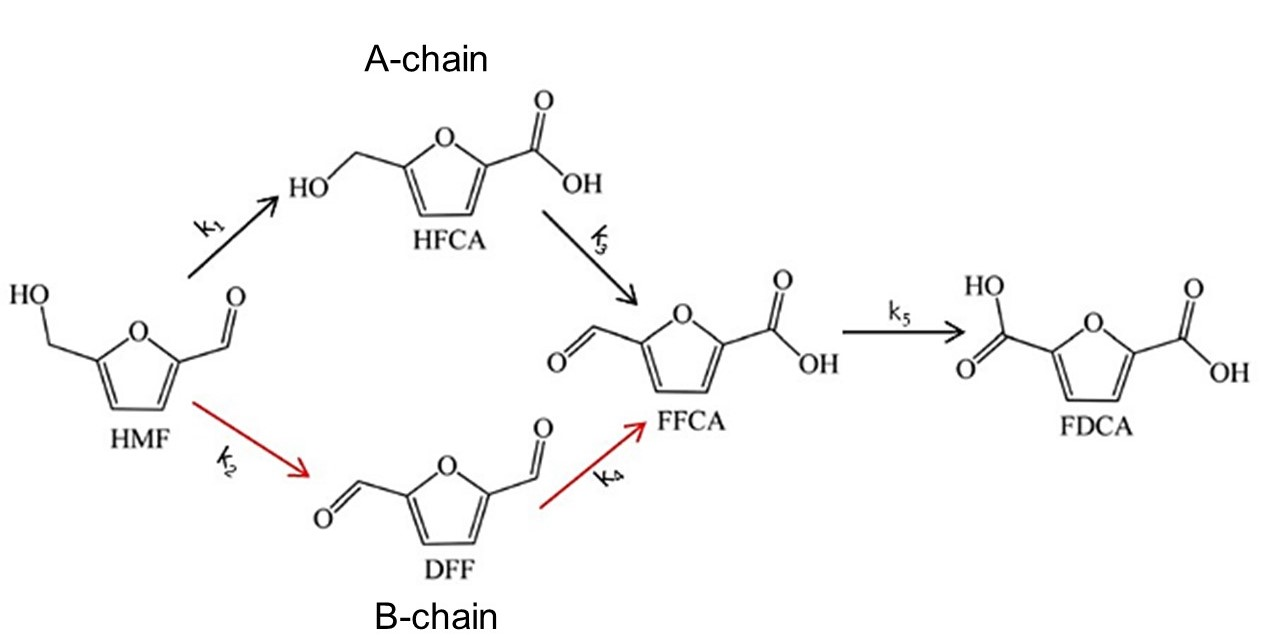 A-chain
O
O
HO
OH
k1
HFCA
k3
HO
O
O
HMF
O
O
O
OH
FFCA
k5
HO
O
O
O
OH
FDCA
k2
O
O
O
DFF
k4
B-chain